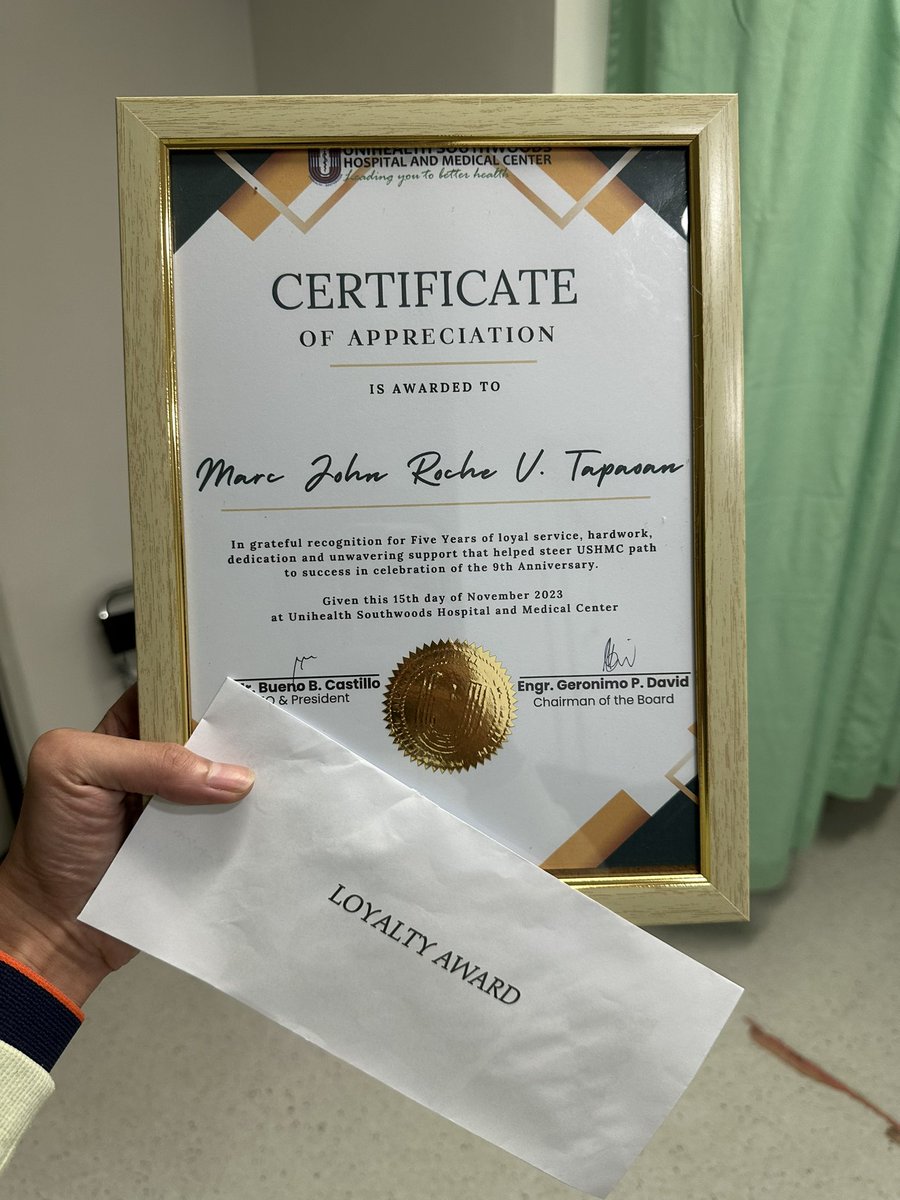 UNIHEALTH SOUTHWOODS
HOSPITAL AND MEDICAL CENTER
Leading you to better health
CERTIFICATE
OF APPRECIATION
IS AWARDED TO
Marc John Roche V. Tapaoan
In grateful recognition for Five Years of loyal service, hardwork,
dedication and unwavering support that helped steer USHMC path
to success in celebration of the 9th Anniversary.
Given this 15th day of November 2023
at Unihealth Southwoods Hospital and Medical Center
Bueno B. Castillo
& President
Engr. Geronimo P. David
Chairman of the Board
LOYALTY AWARD